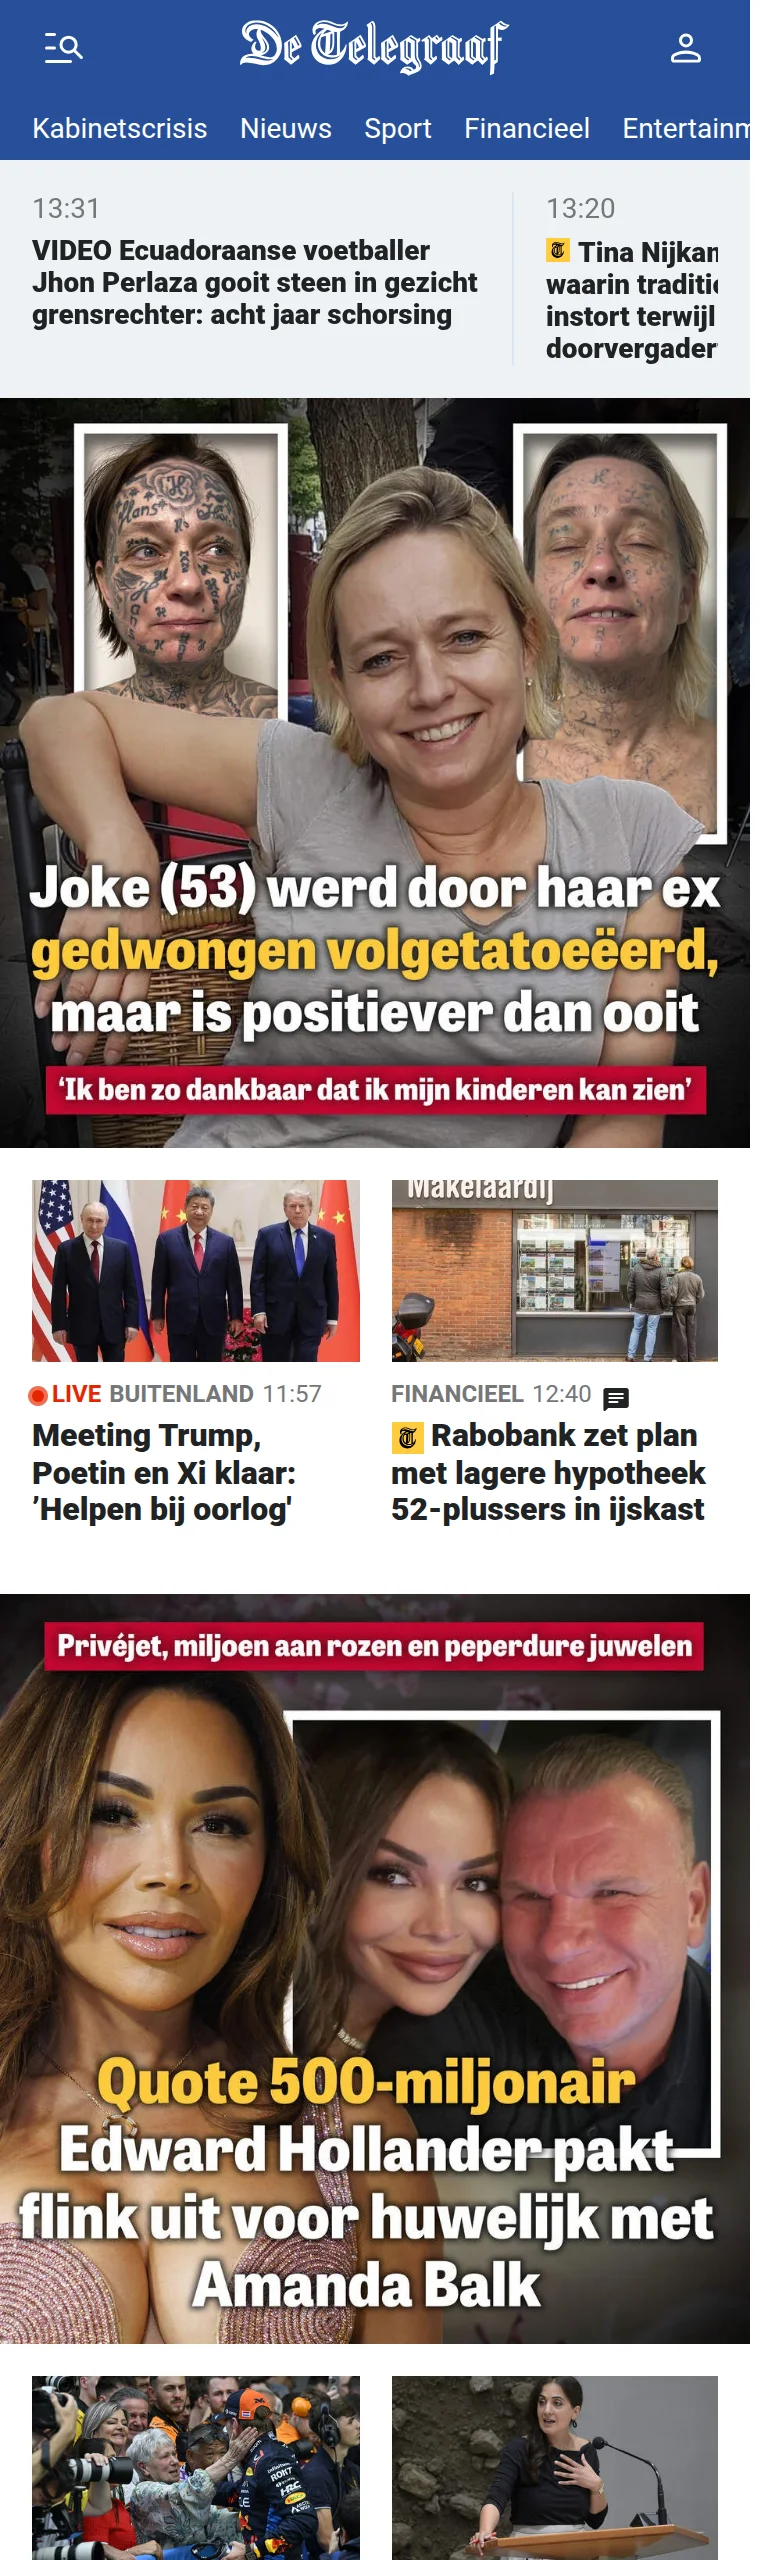 De Telegraaf
Kabinetscrisis Nieuws Sport Financieel Entertainm
13:31
VIDEO Ecuadoraanse voetballer
Jhon Perlaza gooit steen in gezicht
grensrechter: acht jaar schorsing
13:20
Tina Nijkan
waarin traditi
instort terwijl
doorvergader
Joke (53) werd door haar ex
gedwongen volgetatoeëerd,
maar is positiever dan ooit
‘Ik ben zo dankbaar dat ik mijn kinderen kan zien’
LIVE BUITENLAND 11:57
Meeting Trump,
Poetin en Xi klaar:
’Helpen bij oorlog'
Makelaardij
FINANCIEEL 12:40
Rabobank zet plan
met lagere hypotheek
52-plussers in ijskast
Privéjet, miljoen aan rozen en peperdure juwelen
Quote 500-miljonair
Edward Hollander pakt
flink uit voor huwelijk met
Amanda Balk